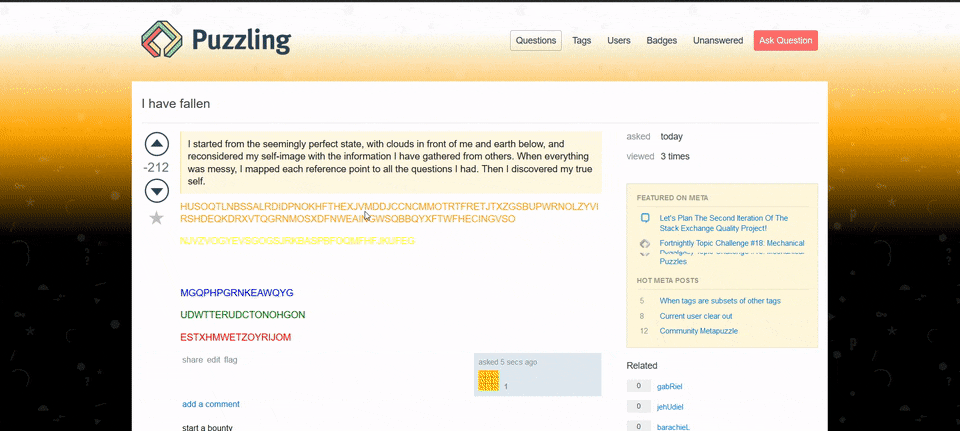 Puzzling
Questions Tags Users Badges Unanswered Ask Question
I have fallen
-212
I started from the seemingly perfect state, with clouds in front of me and earth below, and
reconsidered my self-image with the information I have gathered from others. When everything
was messy, I mapped each reference point to all the questions I had. Then I discovered my true
self.
MGQPHPGRNKEAWQYG
UDWTTERUDCTONOHGON
ESTXHMWETZOYRIJOM
share edit flag
asked 5 secs ago
1
add a comment
start a bounty
asked today
viewed 3 times
FEATURED ON META
Let's Plan The Second Iteration Of The
Stack Exchange Quality Project!
Fortnightly Topic Challenge #18: Mechanical
Puzzles
HOT META POSTS
5 When tags are subsets of other tags
8 Current user clear out
12 Community Metapuzzle
Related
0 gabRiel
0 jehUdiel
0 barachieL